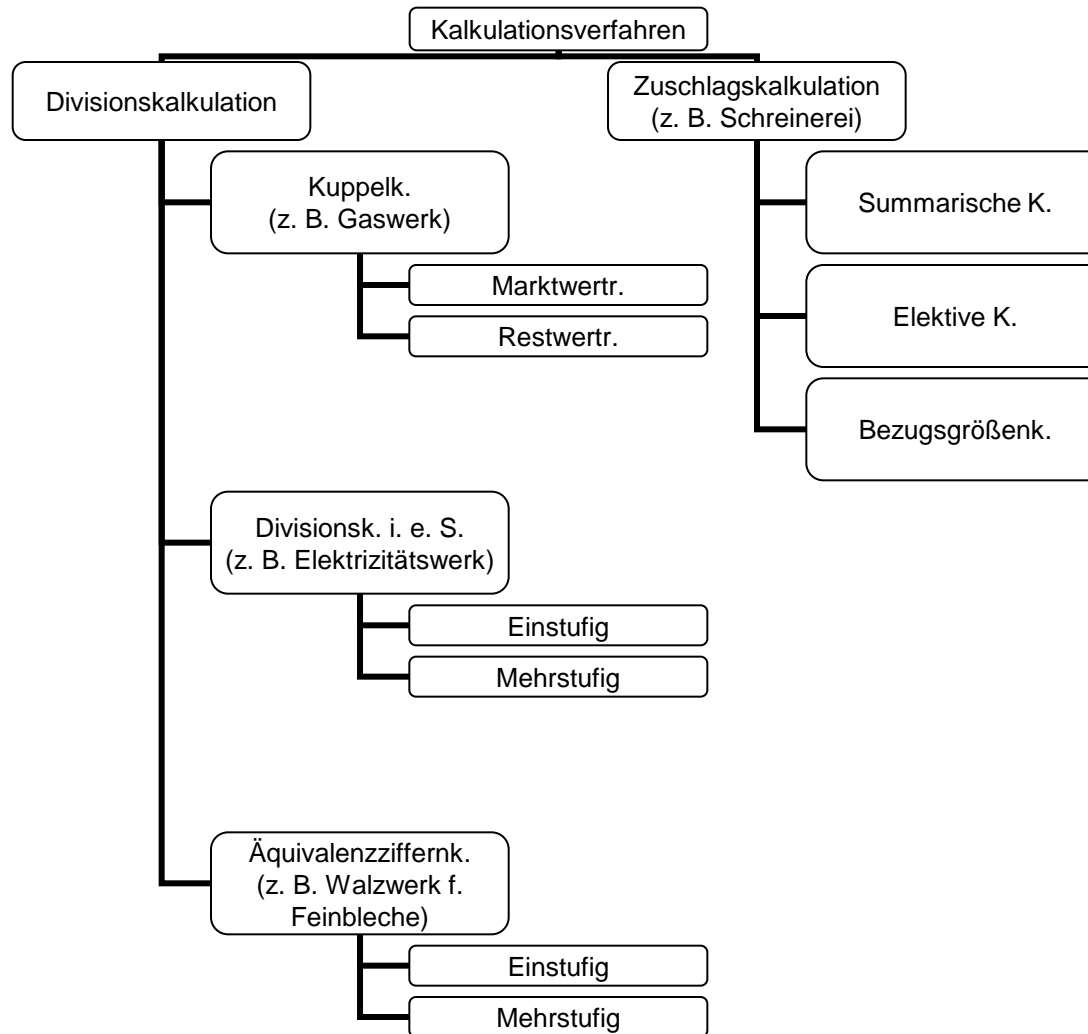 Kalkulationsverfahren
Divisionskalkulation
Kuppelk.
(z. B. Gaswerk)
Marktwertr.
Restwertr.
Divisionsk. i. e. S.
(z. B. Elektrizitätswerk)
Einstufig
Mehrstufig
Äquivalenzziffernk.
(z. B. Walzwerk f.
Feinbleche)
Einstufig
Mehrstufig
Zuschlagskalkulation
(z. B. Schreinerei)
Summarische K.
Elektive K.
Bezugsgrößenk.